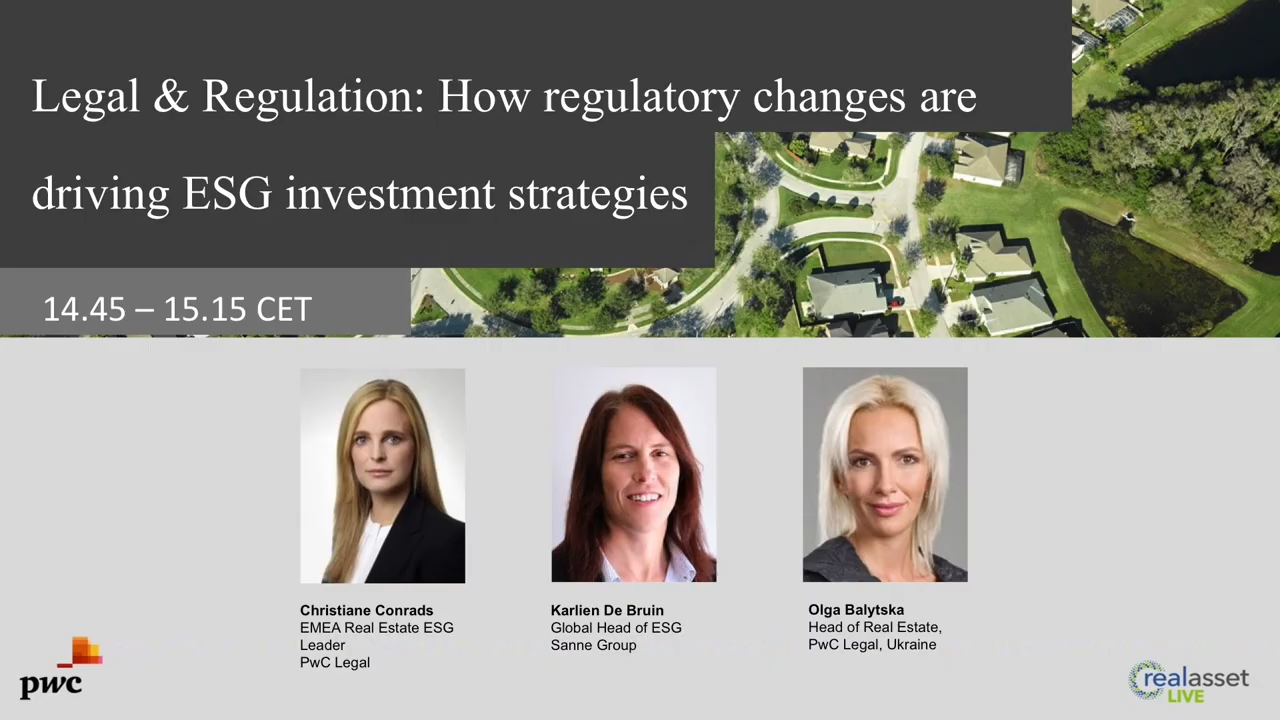 Legal & Regulation: How regulatory changes are
driving ESG investment strategies
14.45 – 15.15 CET
Christiane Conrads
EMEA Real Estate ESG
Leader
PwC Legal
Karlien De Bruin
Global Head of ESG
Sanne Group
Olga Balytska
Head of Real Estate,
PwC Legal, Ukraine
pwc
realasset
LIVE